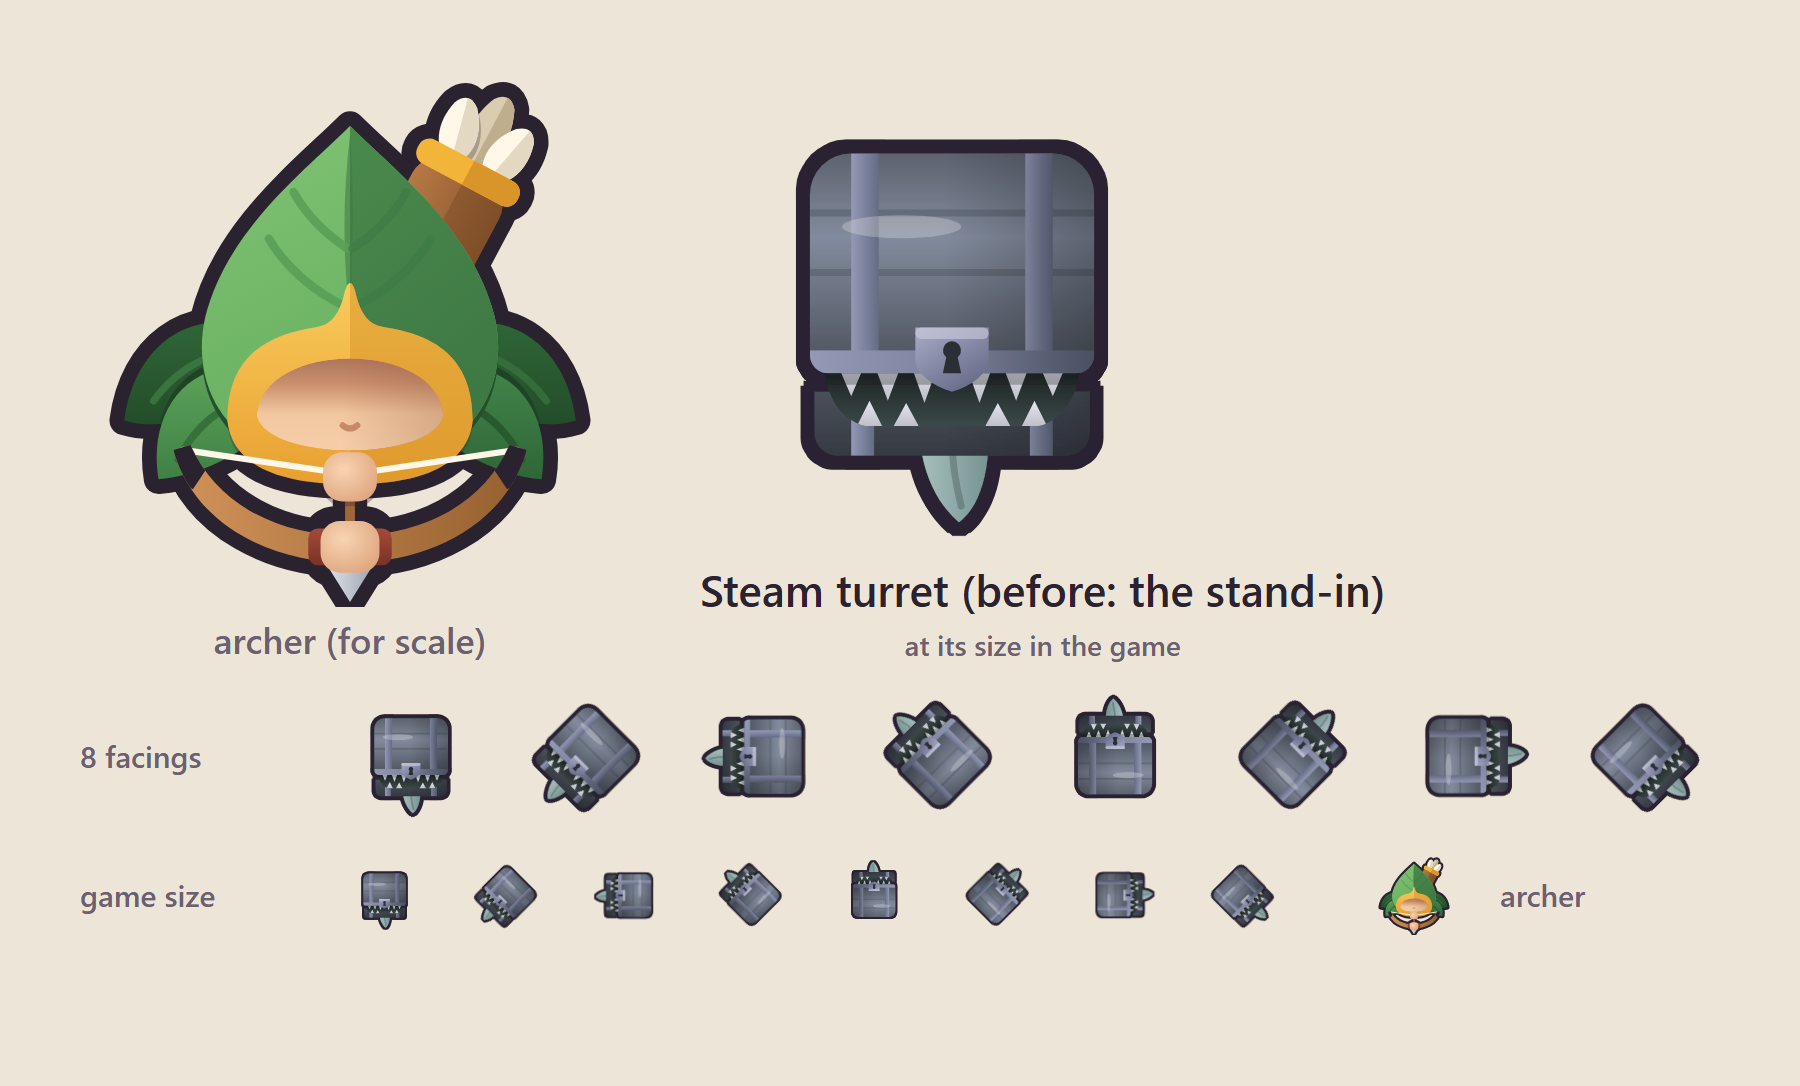 Steam turret (before: the stand-in)
archer (for scale)
at its size in the game
8 facings
game size
archer